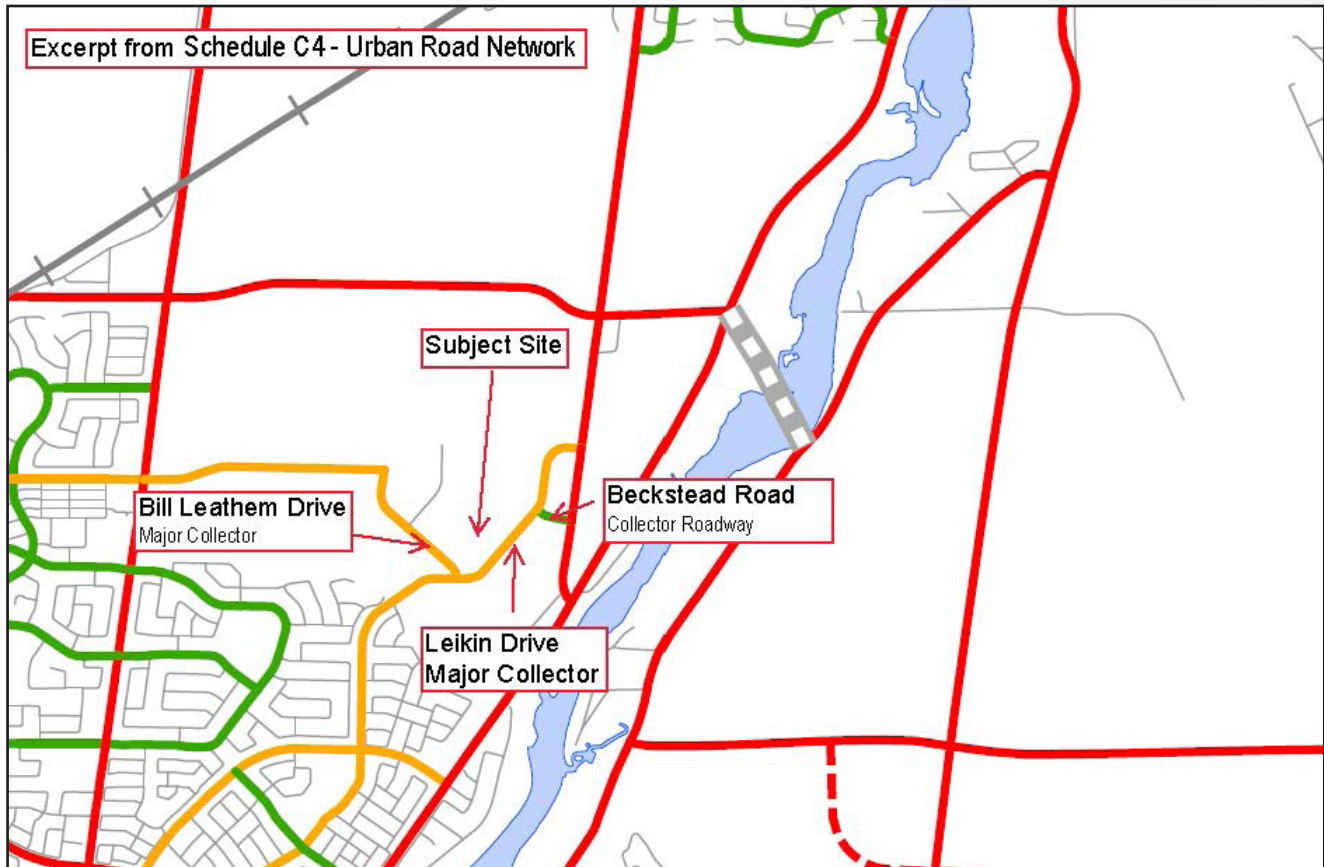 Excerpt from Schedule C4 - Urban Road Network
Subject Site
Bill Leathem Drive
Major Collector
Beckstead Road
Collector Roadway
Leikin Drive
Major Collector